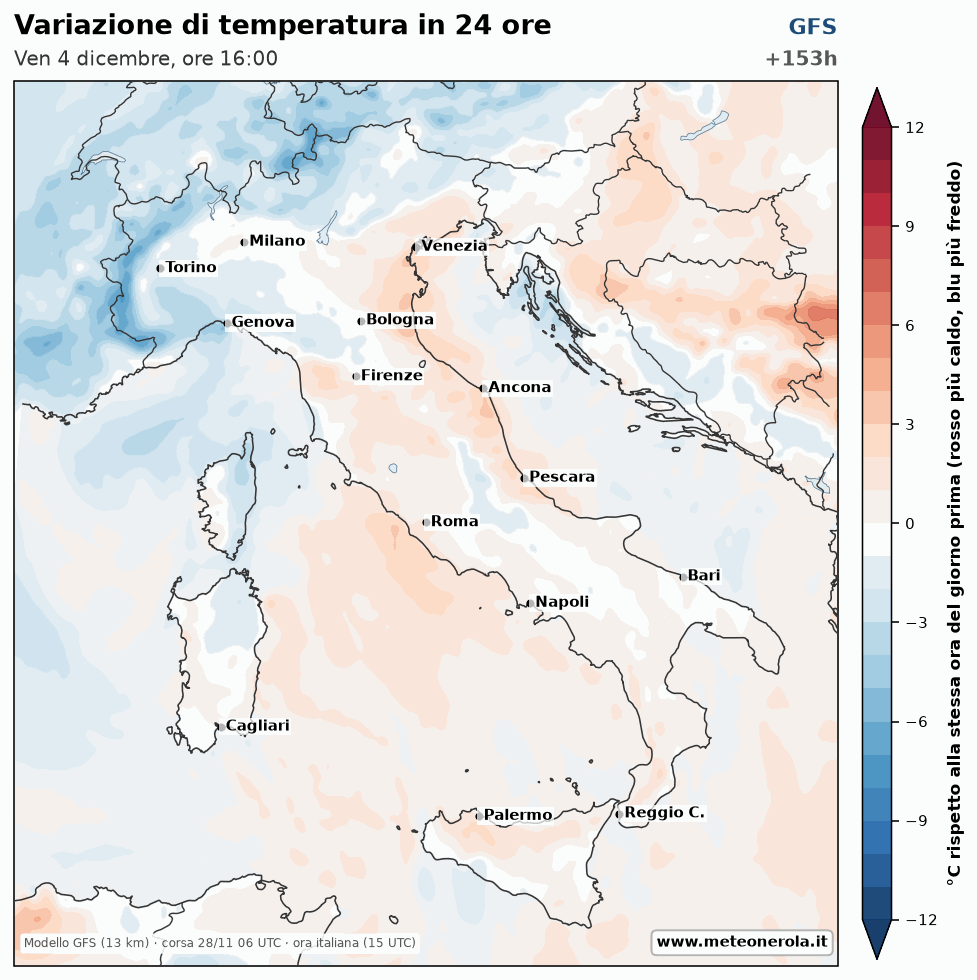 Variazione di temperatura in 24 ore
GFS
Ven 4 dicembre, ore 16:00
+153h
Milano
Venezia
Torino
Genova
Bologna
Firenze
Ancona
Pescara
Roma
Bari
Napoli
Cagliari
Palermo
Reggio C.
12
9
6
3
0
−3
−6
−9
−12
°C rispetto alla stessa ora del giorno prima (rosso più caldo, blu più freddo)
Modello GFS (13 km) · corsa 28/11 06 UTC · ora italiana (15 UTC)
www.meteonerola.it